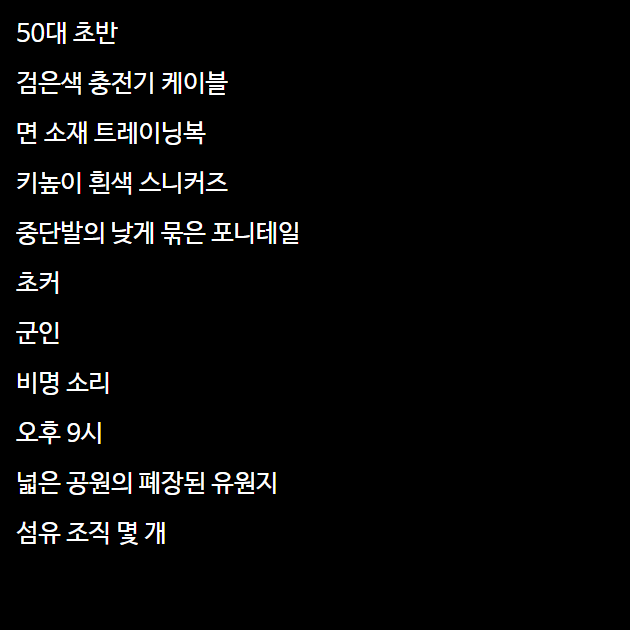 50대 초반
검은색 충전기 케이블
면 소재 트레이닝복
키높이 흰색 스니커즈
중단발의 낮게 묶은 포니테일
초커
군인
비명 소리
오후 9시
넓은 공원의 폐장된 유원지
섬유 조직 몇 개